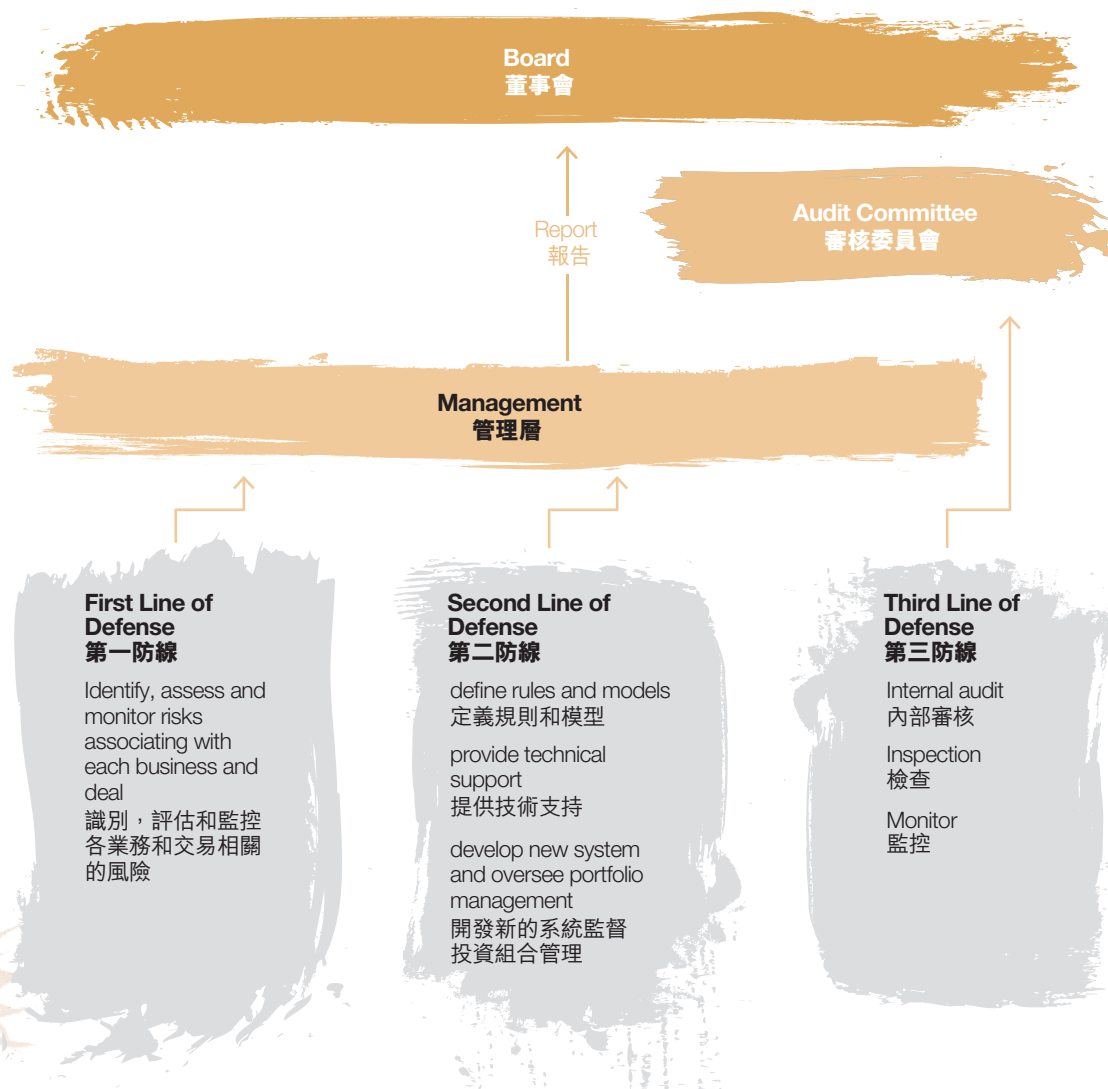 Board
董事會
Audit Committee
審核委員會
Report
報告
Management
管理層
First Line of
Defense
第一防線
Identify, assess and
monitor risks
associating with
each business and
deal
識別，評估和監控
各業務和交易相關
的風險
Second Line of
Defense
第二防線
define rules and models
定義規則和模型
provide technical
support
提供技術支持
develop new system
and oversee portfolio
management
開發新的系統監督
投資組合管理
Third Line of
Defense
第三防線
Internal audit
內部審核
Inspection
檢查
Monitor
監控